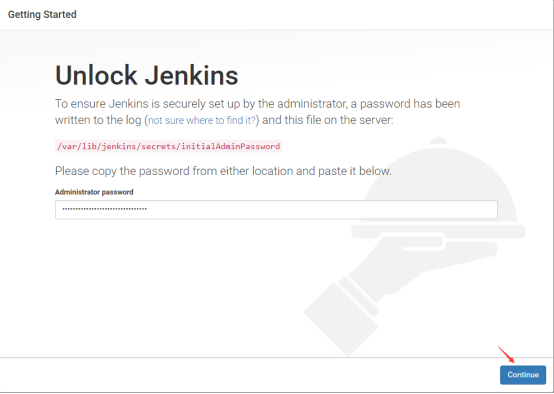 Getting Started
Unlock Jenkins
To ensure Jenkins is securely set up by the administrator, a password has been
written to the log (not sure where to find it?) and this file on the server:
/var/lib/jenkins/secrets/initialAdminPassword
Please copy the password from either location and paste it below.
Administrator password
Continue